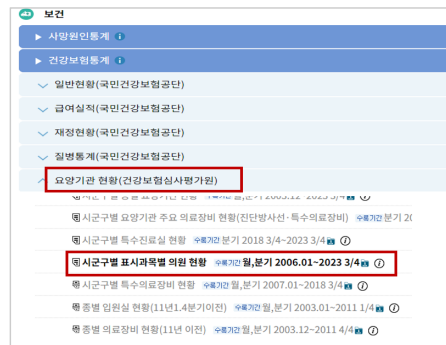 보건
사망원인통계
건강보험통계
일반현황(국민건강보험공단)
급여실적(국민건강보험공단)
재정현황(국민건강보험공단)
질병통계(국민건강보험공단)
요양기관 현황(건강보험심사평가원)
시군구별 요양기관 주요 의료장비 현황(진단방사선·특수의료장비) 수록기간 분기 20
시군구별 특수진료실 현황 수록기간 분기 2018 3/4~2023 3/4
시군구별 표시과목별 의원 현황 수록기간 월,분기 2006.01~2023 3/4
시군구별 특수의료장비 현황 수록기간 월,분기 2007.01~2018 3/4
종별 입원실 현황(11년1.4분기이전) 수록기간 월,분기 2003.01~2011 1/4
종별 의료장비 현황(11년 이전) 수록기간 월,분기 2003.12~2011 4/4